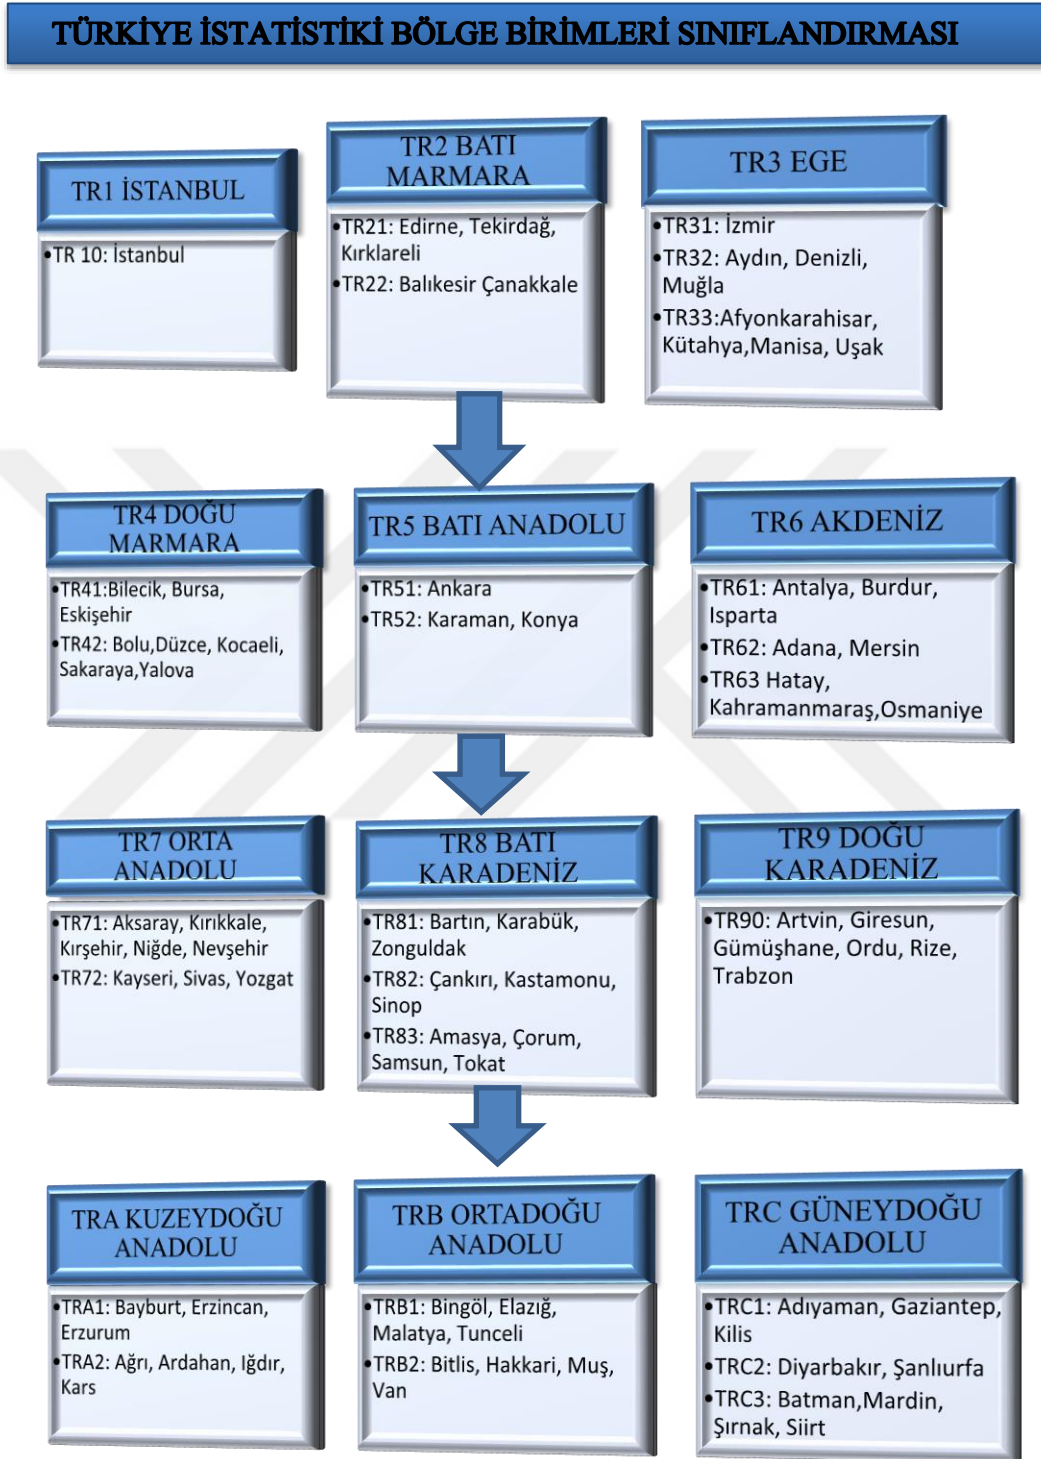 TÜRKİYE İSTATİSTİKİ BÖLGE BİRİMLERİ SINIFLANDIRMASI
TR1 İSTANBUL
•TR 10: İstanbul
TR2 BATI
MARMARA
•TR21: Edirne, Tekirdağ,
Kırklareli
•TR22: Balıkesir Çanakkale
TR3 EGE
•TR31: İzmir
•TR32: Aydın, Denizli,
Muğla
•TR33:Afyonkarahisar,
Kütahya,Manisa, Uşak
TR4 DOĞU
MARMARA
•TR41:Bilecik, Bursa,
Eskişehir
•TR42: Bolu,Düzce, Kocaeli,
Sakaraya,Yalova
TR5 BATI ANADOLU
•TR51: Ankara
•TR52: Karaman, Konya
TR6 AKDENİZ
•TR61: Antalya, Burdur,
Isparta
•TR62: Adana, Mersin
•TR63 Hatay,
Kahramanmaraş,Osmaniye
TR7 ORTA
ANADOLU
•TR71: Aksaray, Kırıkkale,
Kırşehir, Niğde, Nevşehir
•TR72: Kayseri, Sivas, Yozgat
TR8 BATI
KARADENİZ
•TR81: Bartın, Karabük,
Zonguldak
•TR82: Çankırı, Kastamonu,
Sinop
•TR83: Amasya, Çorum,
Samsun, Tokat
TR9 DOĞU
KARADENİZ
•TR90: Artvin, Giresun,
Gümüşhane, Ordu, Rize,
Trabzon
TRA KUZEYDOĞU
ANADOLU
•TRA1: Bayburt, Erzincan,
Erzurum
•TRA2: Ağrı, Ardahan, Iğdır,
Kars
TRB ORTADOĞU
ANADOLU
•TRB1: Bingöl, Elazığ,
Malatya, Tunceli
•TRB2: Bitlis, Hakkari, Muş,
Van
TRC GÜNEYDOĞU
ANADOLU
•TRC1: Adıyaman, Gaziantep,
Kilis
•TRC2: Diyarbakır, Şanlıurfa
•TRC3: Batman,Mardin,
Şırnak, Siirt